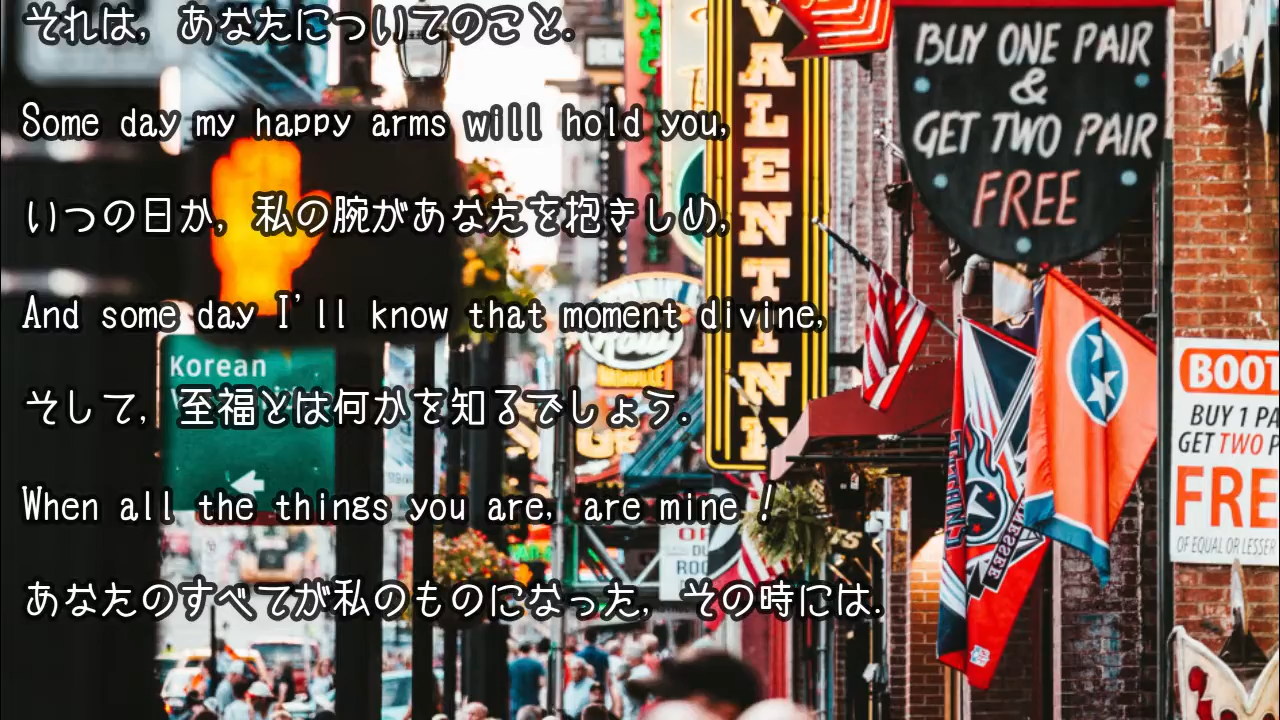 それは, あなたについてのこと.
Some day my happy arms will hold you,
いつの日か, 私の腕があなたを抱きしめ,
And some day I'll know that moment divine,
そして, 至福とは何かを知るでしょう.
When all the things you are, are mine !
あなたのすべてが私のものになった, その時には.
VALENTINE
BUY ONE PAIR
&
GET TWO PAIR
FREE
Korean
BOOT
BUY 1 PA
GET TWO P
FRE
OF EQUAL OR LESSER